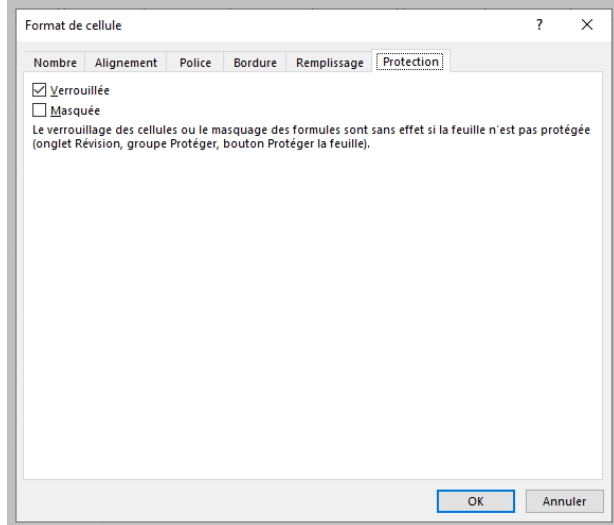 Format de cellule ?
Nombre Alignement Police Bordure Remplissage Protection
Verrouillée
Masquée
Le verrouillage des cellules ou le masquage des formules sont sans effet si la feuille n'est pas protégée
(onglet Révision, groupe Protéger, bouton Protéger la feuille).
OK Annuler